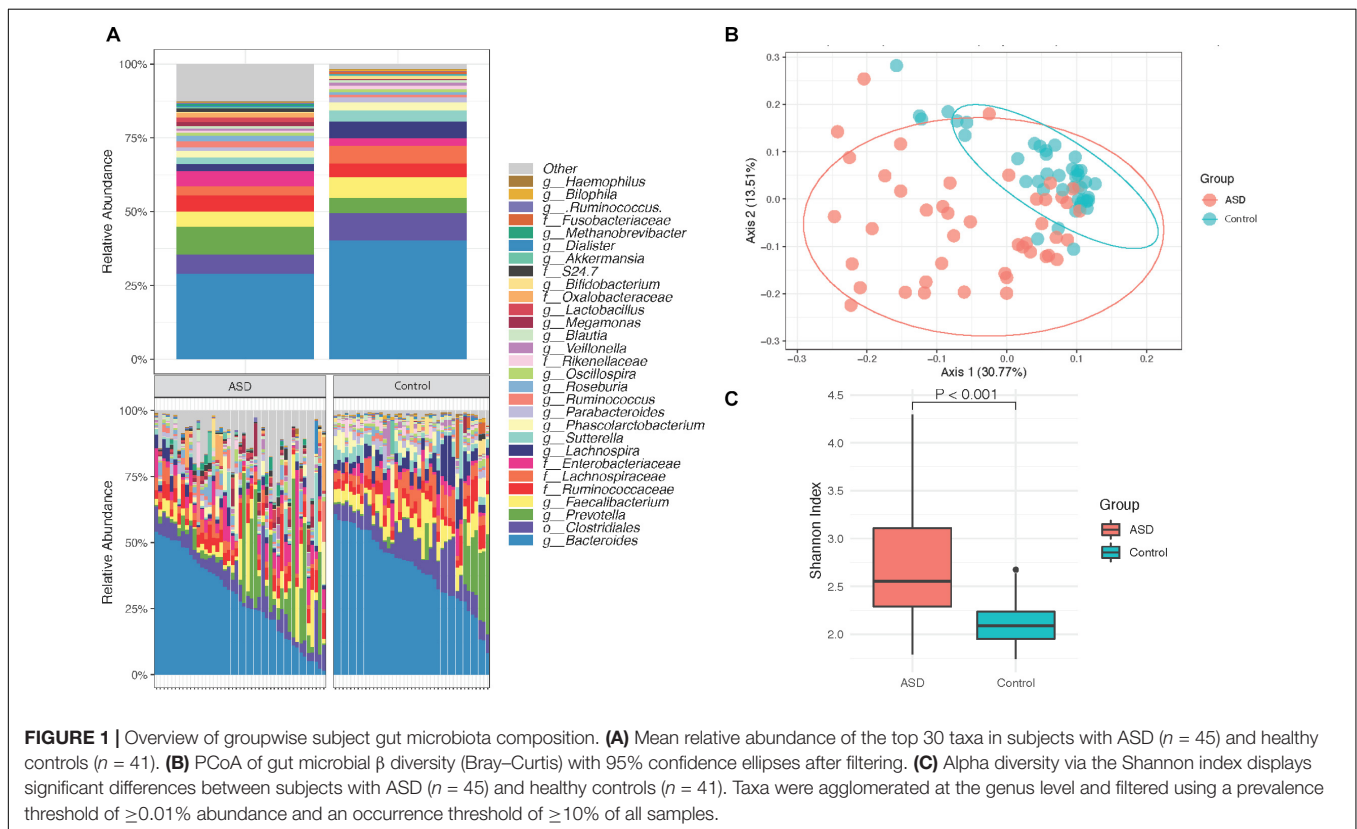 A
100%
75%
50%
25%
0%
Relative Abundance
ASD
Control
100%
75%
50%
25%
0%
Relative Abundance
Other
g__Haemophilus
g__Bilophila
g__.Ruminococcus.
f__Fusobacteriaceae
g__Methanobrevibacter
g__Dialister
g__Akkermansia
f__S24.7
g__Bifidobacterium
f__Oxalobacteraceae
g__Lactobacillus
g__Megamonas
g__Blautia
g__Veillonella
f__Rikenellaceae
g__Oscillospira
g__Roseburia
g__Ruminococcus
g__Parabacteroides
g__Phascolarctobacterium
g__Sutterella
g__Lachnospira
f__Enterobacteriaceae
f__Lachnospiraceae
f__Ruminococcaceae
g__Faecalibacterium
g__Prevotella
o__Clostridiales
g__Bacteroides
B
0.3
0.2
0.1
0.0
−0.1
−0.2
−0.3
Axis 2 (13.51%)
−0.3 −0.2 −0.1 0.0 0.1 0.2
Axis 1 (30.77%)
Group
ASD
Control
C
P < 0.001
4.5
4.0
3.5
3.0
2.5
2.0
Shannon Index
ASD Control
Group
ASD
Control
FIGURE 1 | Overview of groupwise subject gut microbiota composition. (A) Mean relative abundance of the top 30 taxa in subjects with ASD (n = 45) and healthy
controls (n = 41). (B) PCoA of gut microbial β diversity (Bray–Curtis) with 95% confidence ellipses after filtering. (C) Alpha diversity via the Shannon index displays
significant differences between subjects with ASD (n = 45) and healthy controls (n = 41). Taxa were agglomerated at the genus level and filtered using a prevalence
threshold of ≥0.01% abundance and an occurrence threshold of ≥10% of all samples.